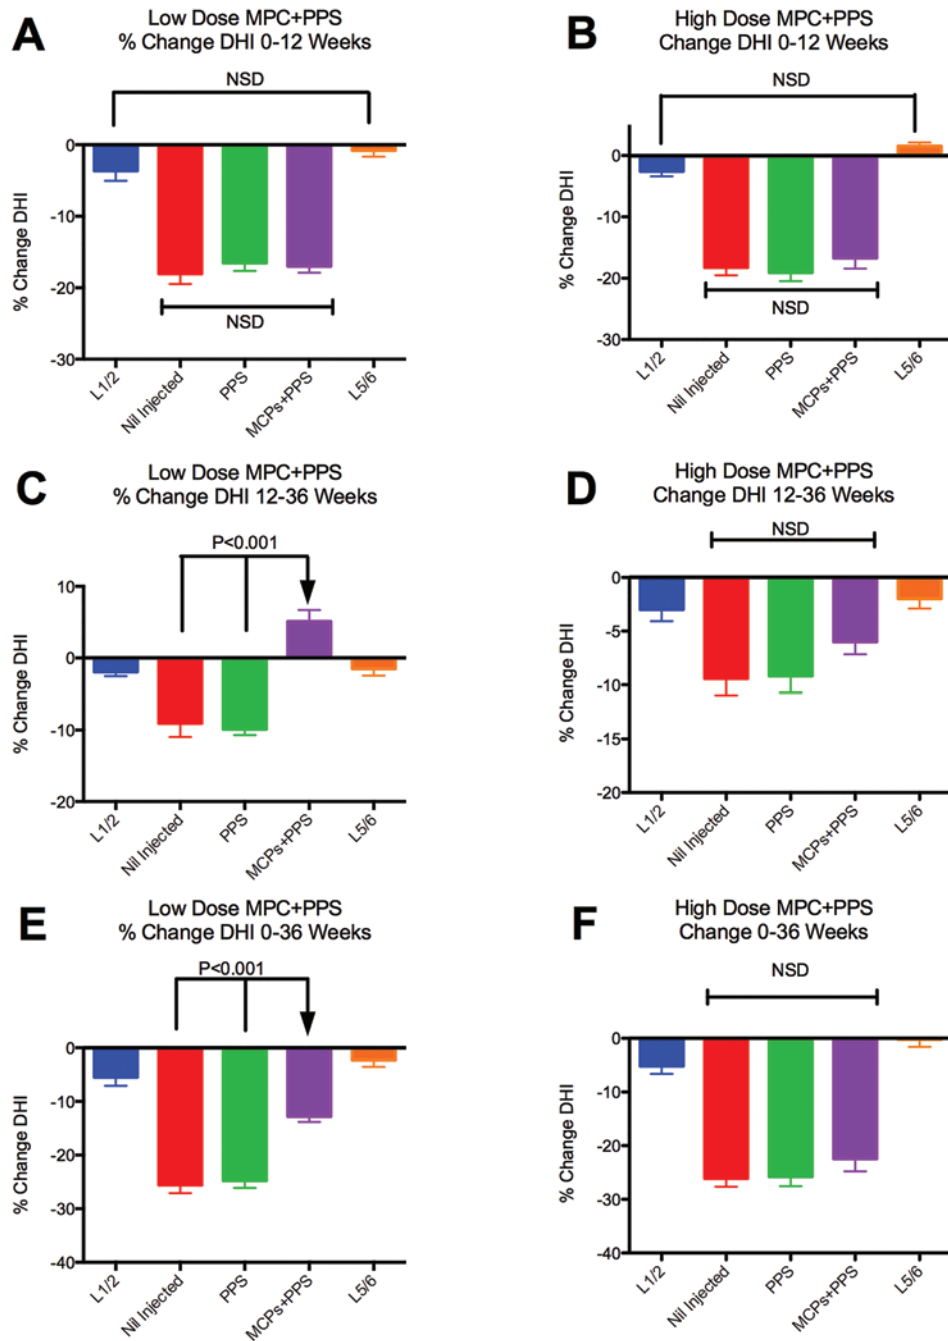 A
Low Dose MPC+PPS
% Change DHI 0-12 Weeks
NSD
% Change DHI
0
-10
-20
-30
NSD
L1/2
Nil Injected
PPS
MCPs+PPS
L5/6
B
High Dose MPC+PPS
Change DHI 0-12 Weeks
NSD
% Change DHI
0
-10
-20
-30
NSD
L1/2
Nil Injected
PPS
MCPs+PPS
L5/6
C
Low Dose MPC+PPS
% Change DHI 12-36 Weeks
P<0.001
% Change DHI
10
0
-10
-20
L1/2
Nil Injected
PPS
MCPs+PPS
L5/6
D
High Dose MPC+PPS
Change DHI 12-36 Weeks
NSD
% Change DHI
0
-5
-10
-15
-20
L1/2
Nil Injected
PPS
MCPs+PPS
L5/6
E
Low Dose MPC+PPS
% Change DHI 0-36 Weeks
P<0.001
% Change DHI
0
-10
-20
-30
-40
L1/2
Nil Injected
PPS
MCPs+PPS
L5/6
F
High Dose MPC+PPS
Change 0-36 Weeks
NSD
% Change DHI
0
-10
-20
-30
-40
L1/2
Nil Injected
PPS
MCPs+PPS
L5/6